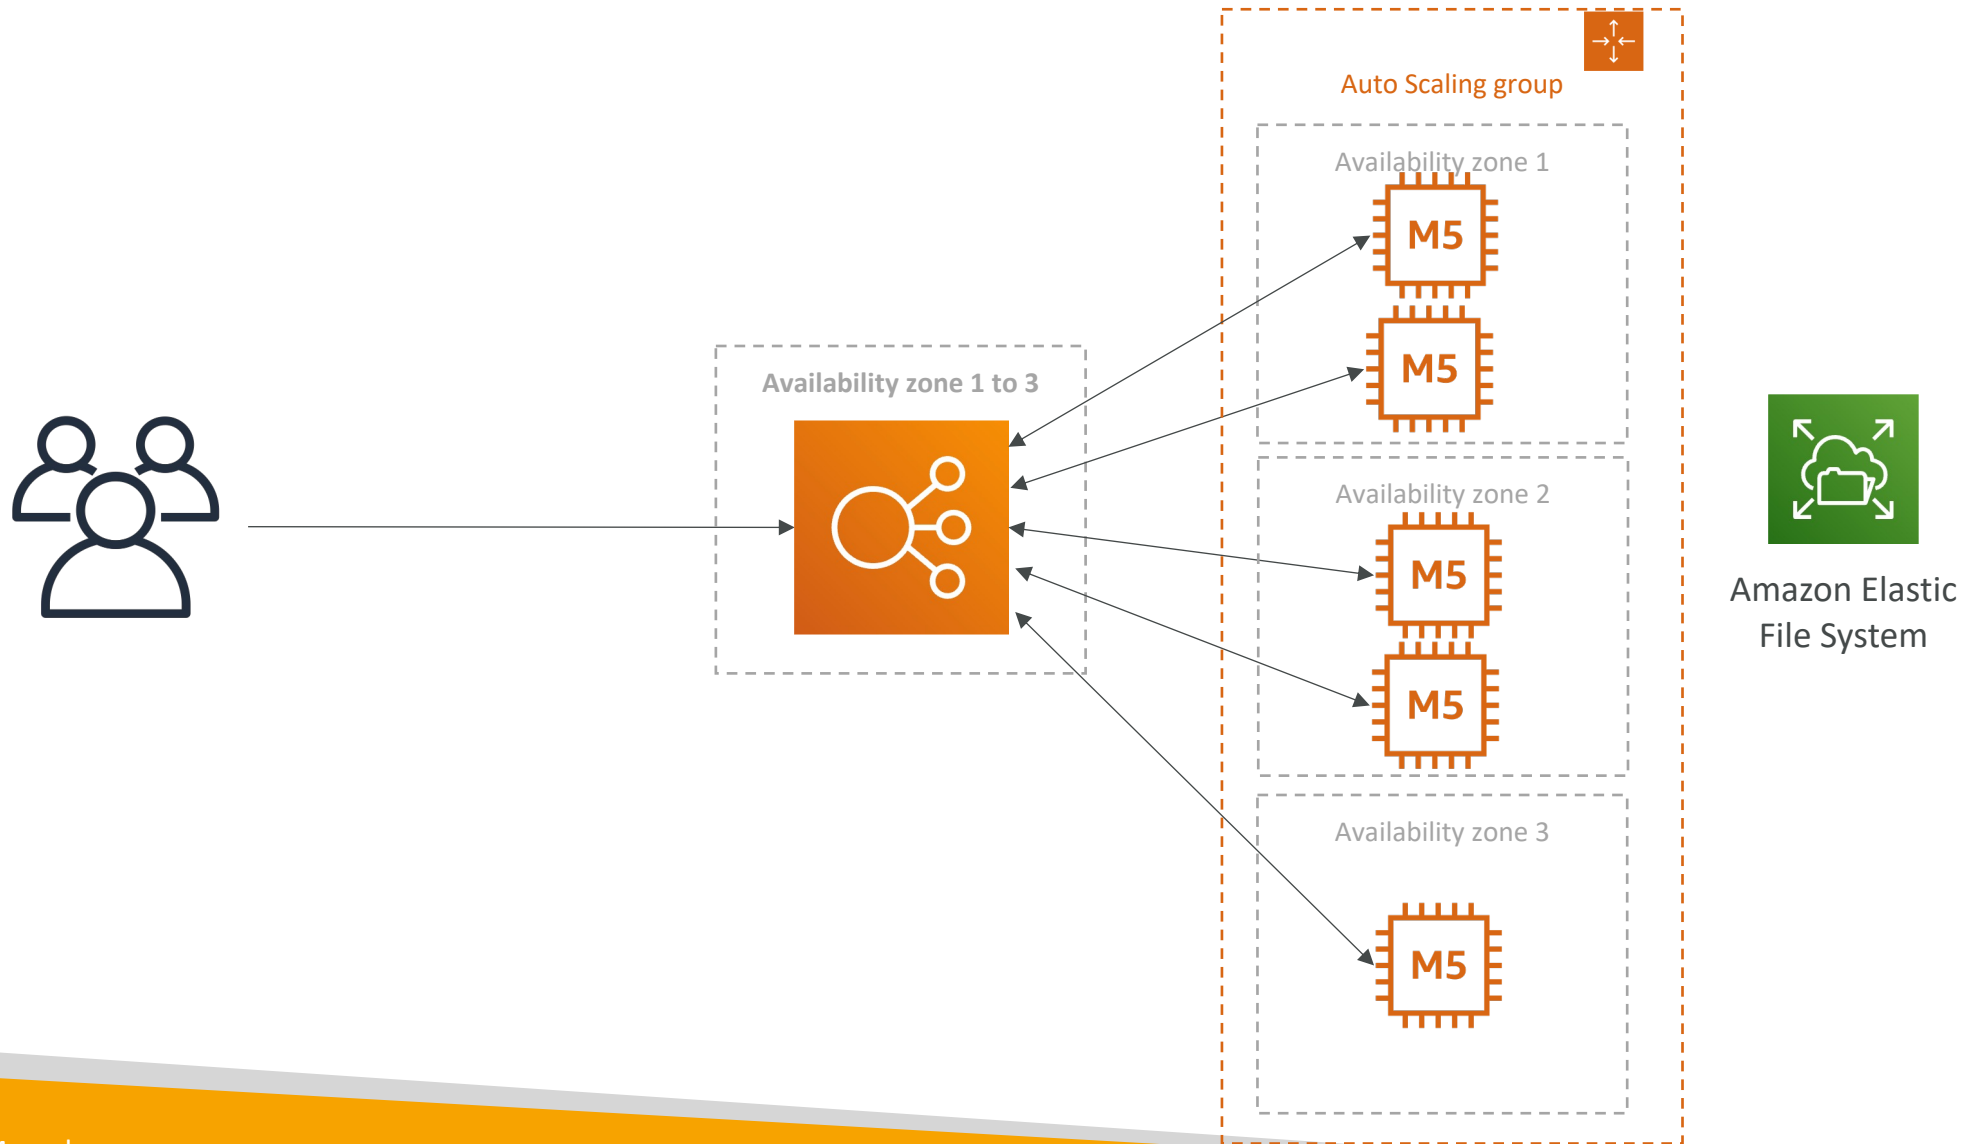 Auto Scaling group
Availability zone 1
M5
M5
Availability zone 1 to 3
Availability zone 2
M5
M5
Amazon Elastic
File System
Availability zone 3
M5